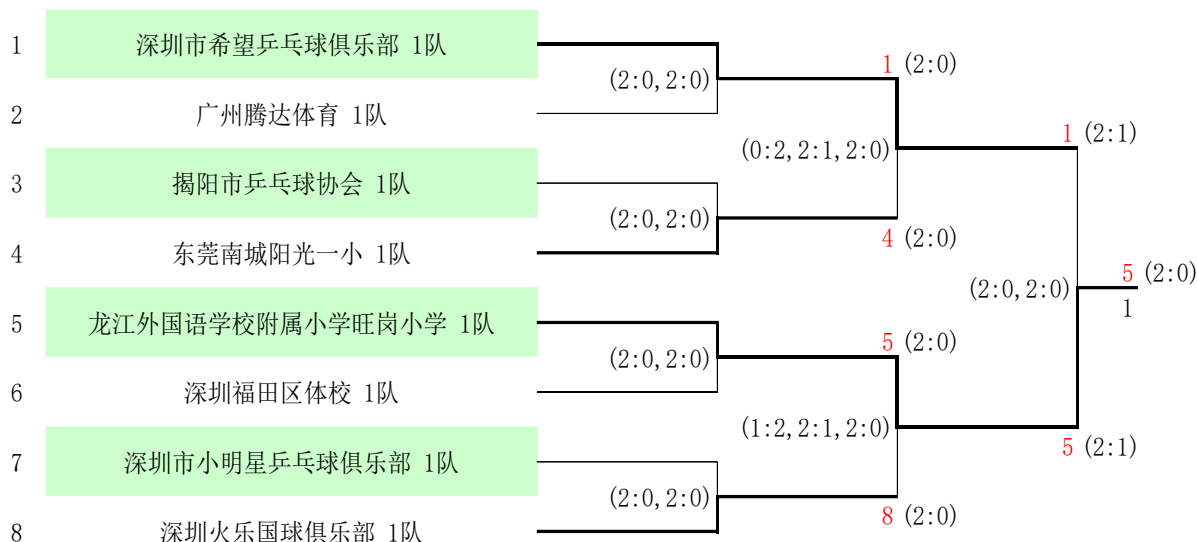 1 深圳市希望乒乓球俱乐部 1队
1 (2:0)
(2:0,2:0)
2 广州腾达体育 1队
1 (2:1)
(0:2,2:1,2:0)
3 揭阳市乒乓球协会 1队
(2:0,2:0)
4 (2:0)
4 东莞南城阳光一小 1队
5 (2:0)
(2:0,2:0)
1
5 龙江外国语学校附属小学旺岗小学 1队
5 (2:0)
(2:0,2:0)
6 深圳福田区体校 1队
(1:2,2:1,2:0)
5 (2:1)
7 深圳市小明星乒乓球俱乐部 1队
(2:0,2:0)
8 (2:0)
8 深圳火乐国球俱乐部 1队